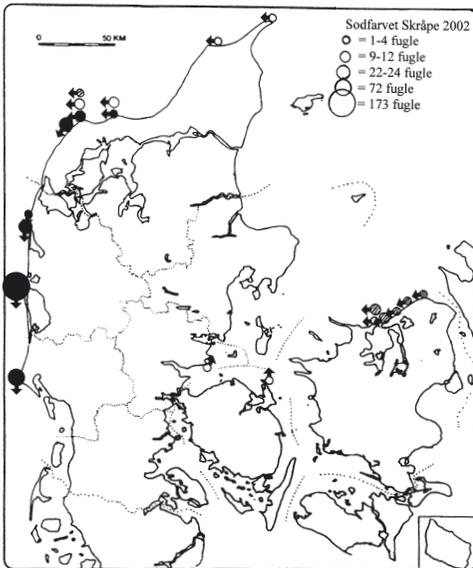 0 50 KM
Sodfarvet Skråpe 2002
= 1-4 fugle
= 9-12 fugle
= 22-24 fugle
= 72 fugle
= 173 fugle